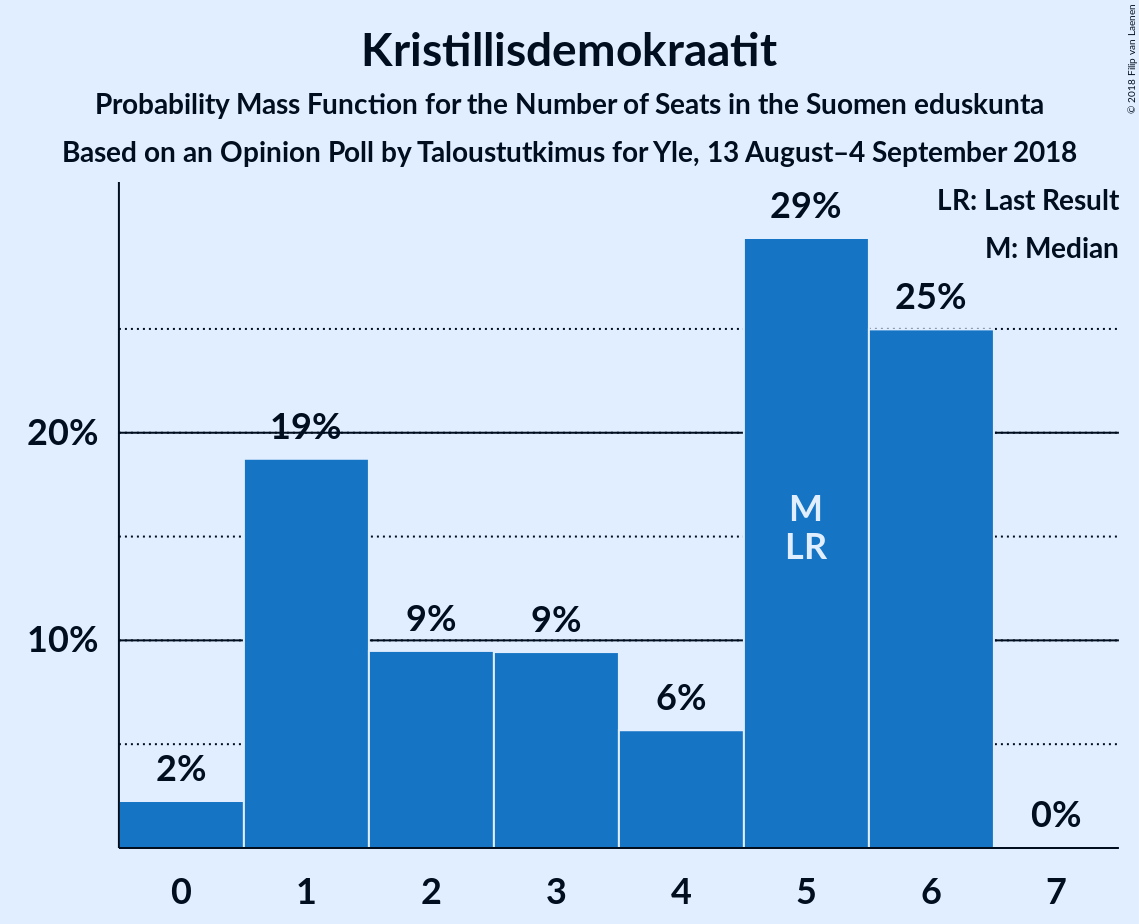 Kristillisdemokraatit
Probability Mass Function for the Number of Seats in the Suomen eduskunta
Based on an Opinion Poll by Taloustutkimus for Yle, 13 August–4 September 2018
© 2018 Filip van Laenen
LR: Last Result
M: Median
20%
10%
2%
19%
9%
9%
6%
29%
25%
0%
M
LR
0 1 2 3 4 5 6 7